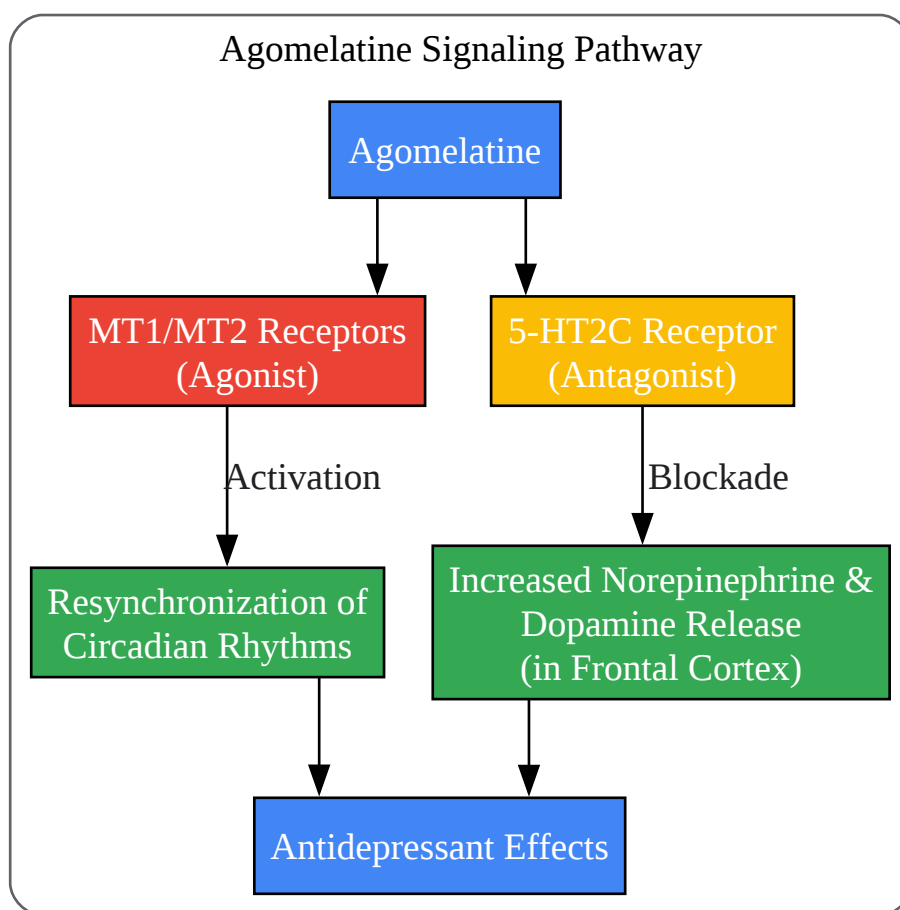 Agomelatine Signaling Pathway
Agomelatine
MT1/MT2 Receptors
(Agonist)
5-HT2C Receptor
(Antagonist)
Activation
Blockade
Resynchronization of
Circadian Rhythms
Increased Norepinephrine &
Dopamine Release
(in Frontal Cortex)
Antidepressant Effects